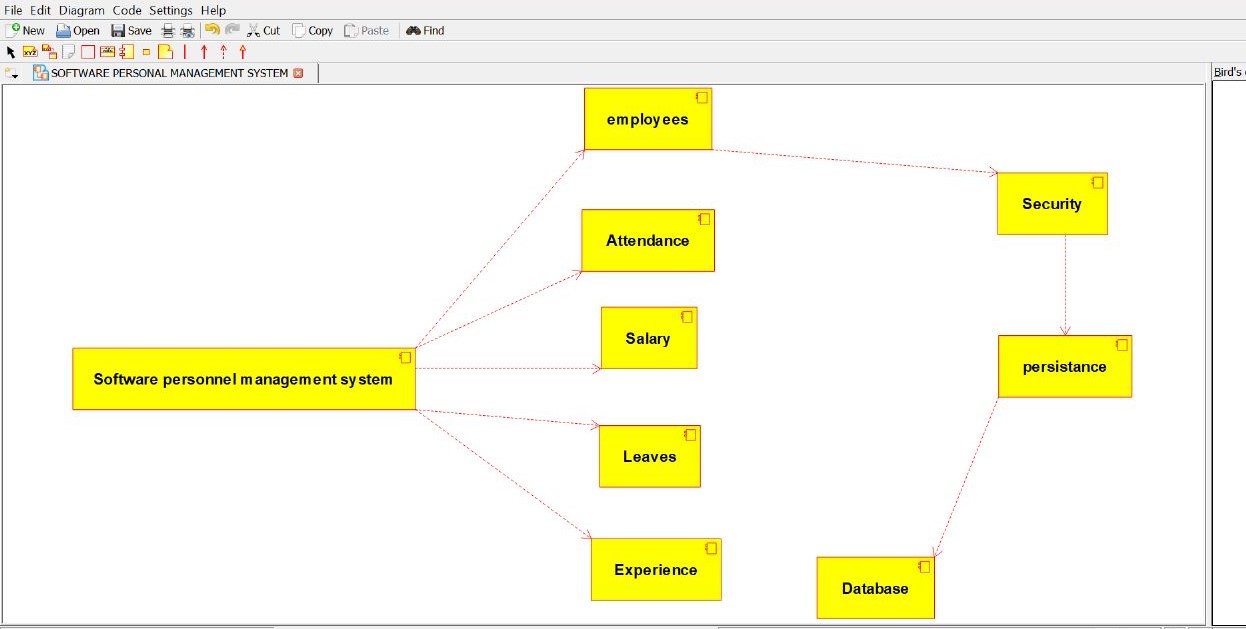 File Edit Diagram Code Settings Help
New Open Save Cut Copy Paste Find
SOFTWARE PERSONAL MANAGEMENT SYSTEM
Bird's
employees
Security
Attendance
Salary
persistance
Software personnel management system
Leaves
Experience
Database